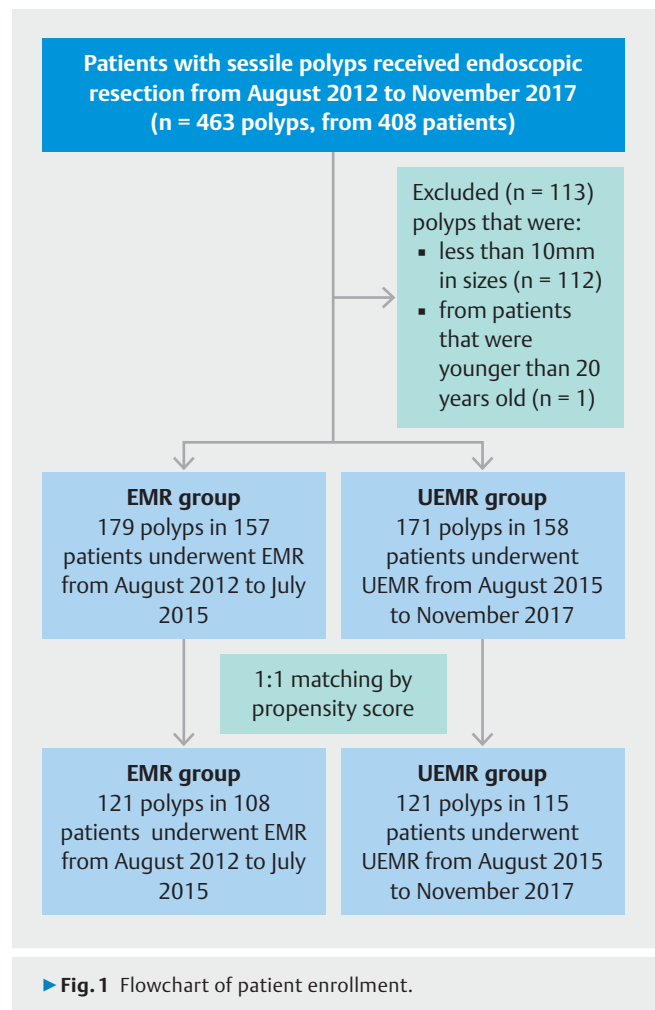 Patients with sessile polyps received endoscopic
resection from August 2012 to November 2017
(n = 463 polyps, from 408 patients)
Excluded (n = 113)
polyps that were:
▪ less than 10mm
in sizes (n = 112)
▪ from patients
that were
younger than 20
years old (n = 1)
EMR group
179 polyps in 157
patients underwent EMR
from August 2012 to July
2015
UEMR group
171 polyps in 158
patients underwent
UEMR from August 2015
to November 2017
1:1 matching by
propensity score
EMR group
121 polyps in 108
patients underwent EMR
from August 2012 to July
2015
UEMR group
121 polyps in 115
patients underwent
UEMR from August 2015
to November 2017
▶ Fig. 1 Flowchart of patient enrollment.